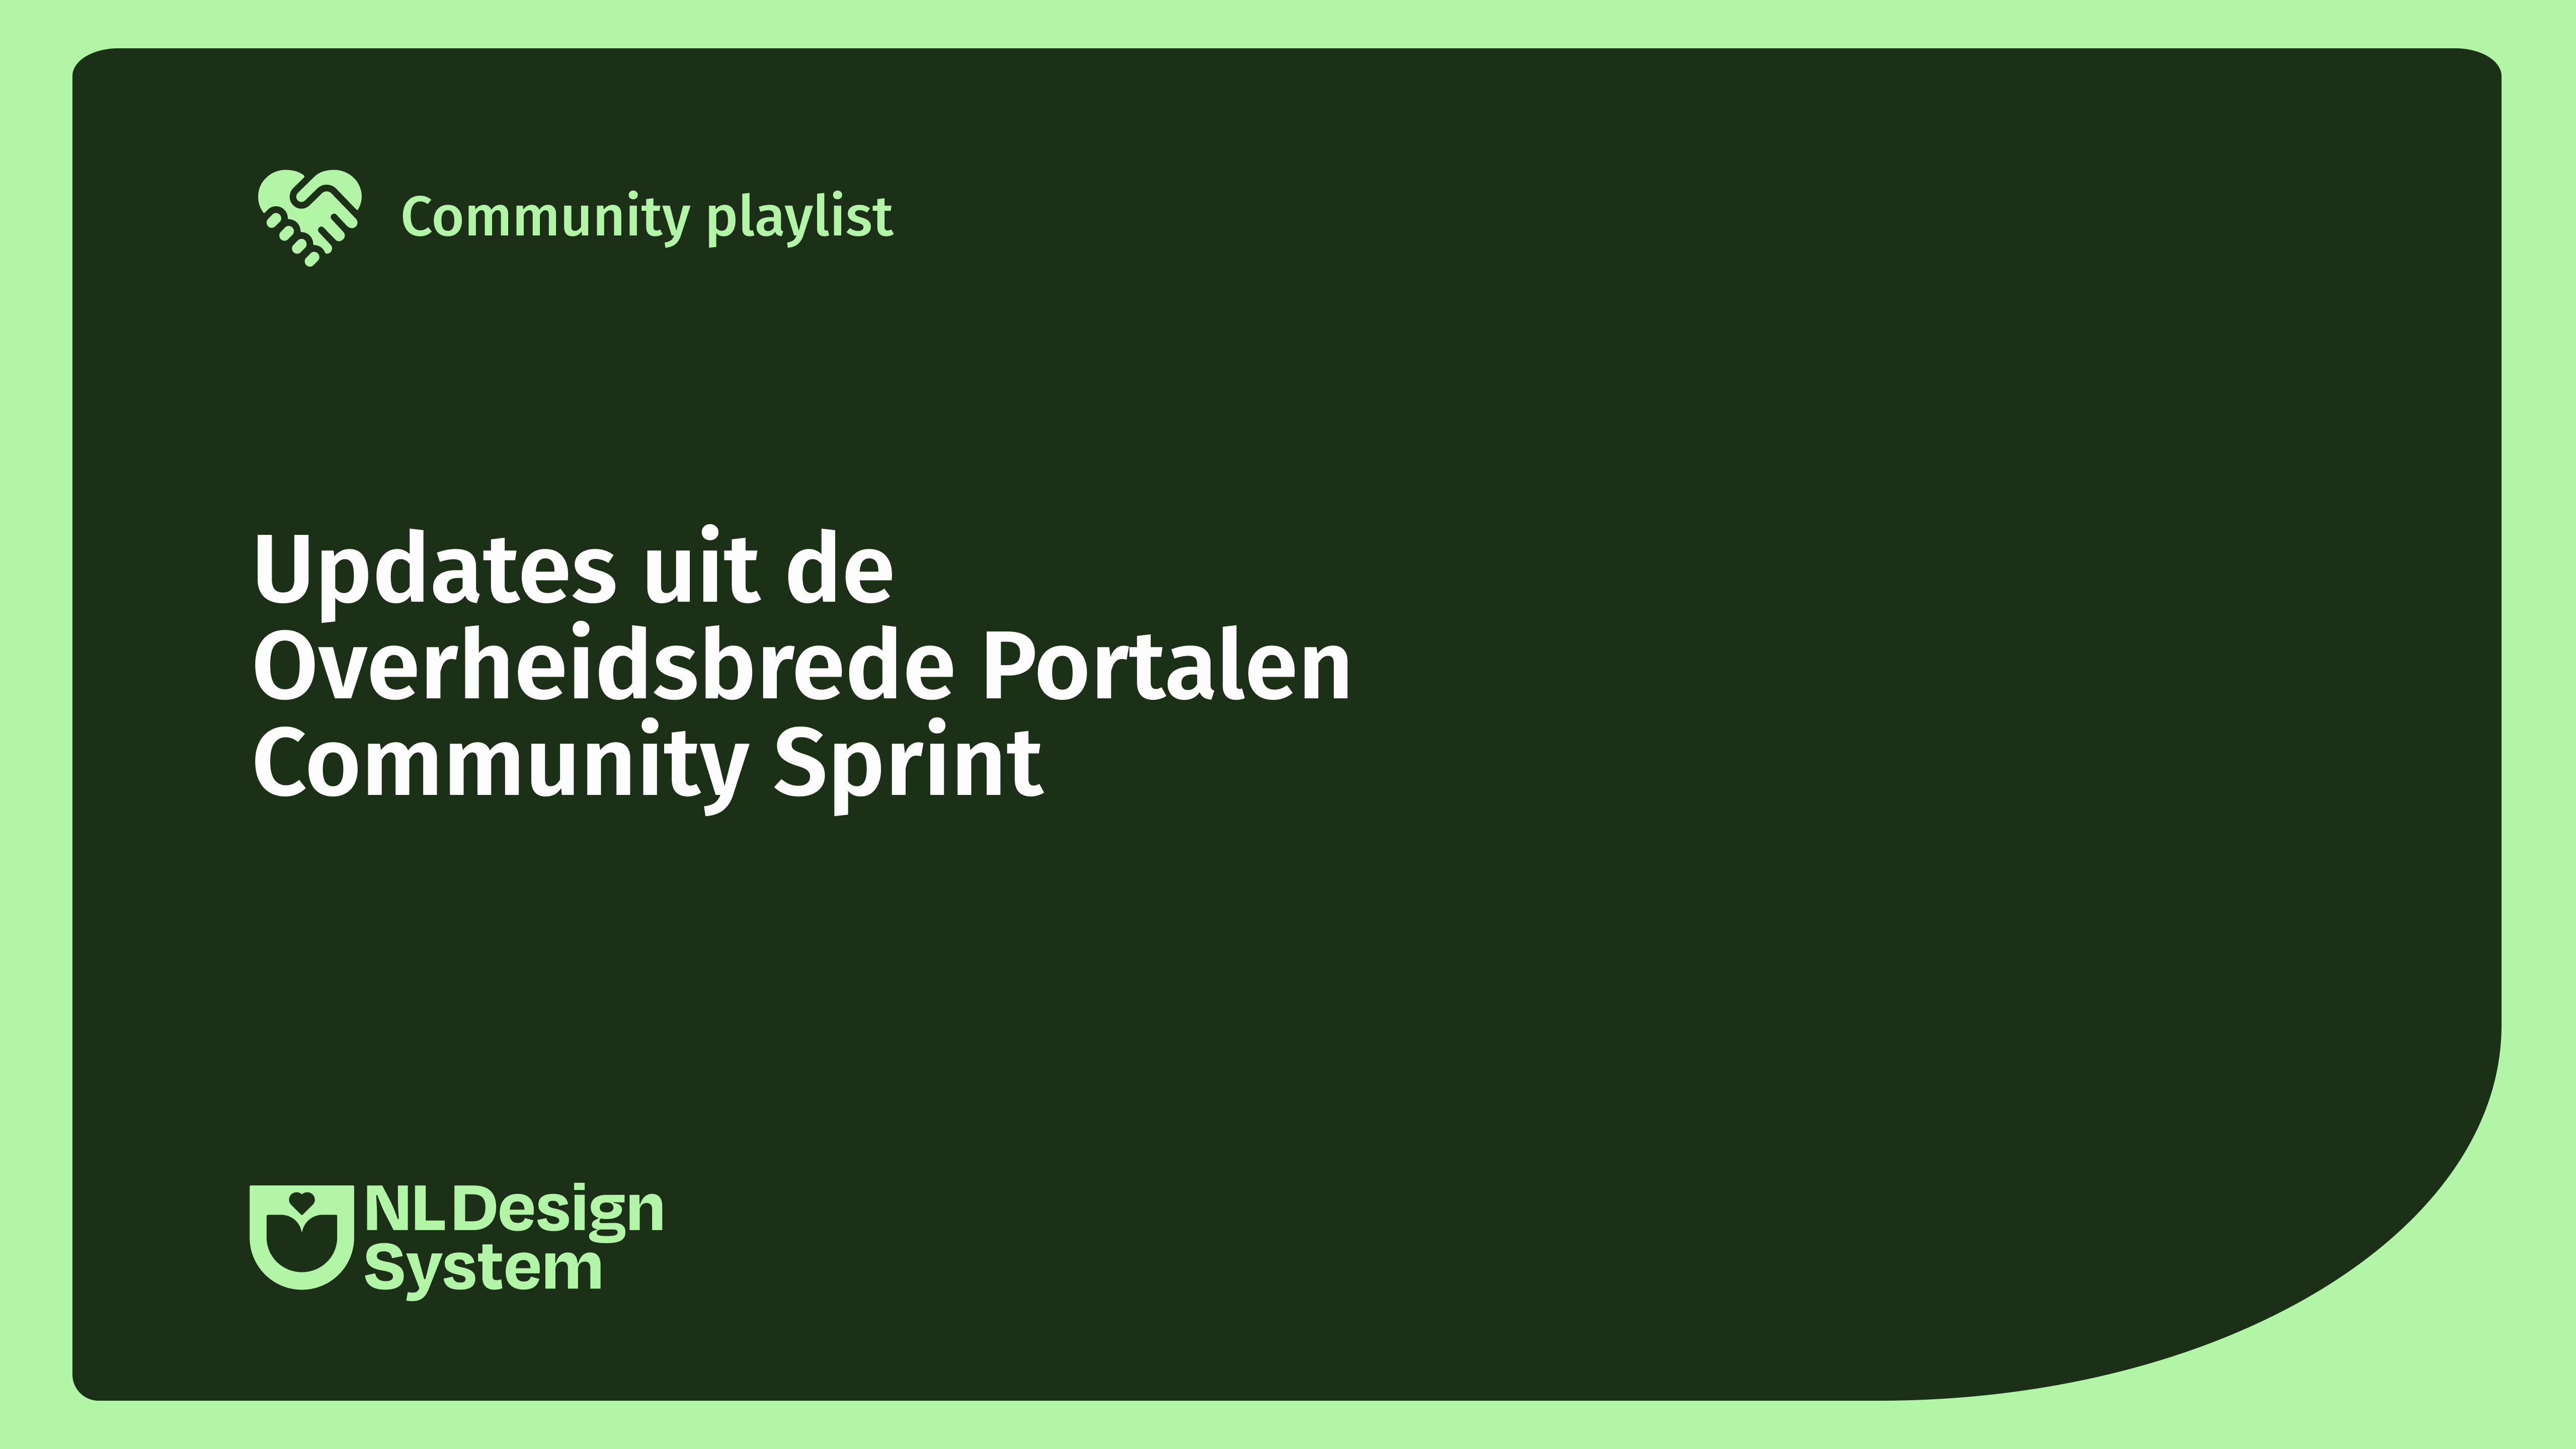 Community playlist
Updates uit de
Overheidsbrede Portalen
Community Sprint
NL Design
System